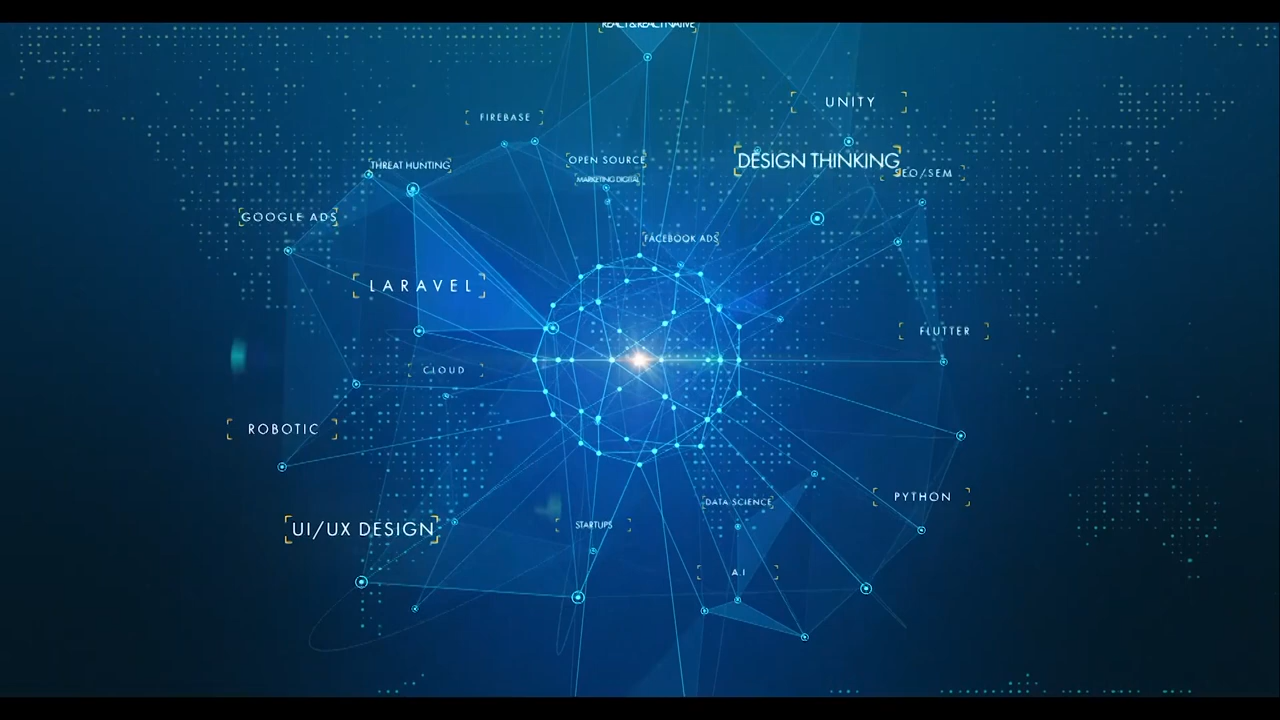 REACT & REACT NATIVE
UNITY
FIREBASE
OPEN SOURCE
DESIGN THINKING
THREAT HUNTING
SEO/SEM
MARKETING DIGITAL
GOOGLE ADS
FACEBOOK ADS
LARAVEL
FLUTTER
CLOUD
ROBOTIC
PYTHON
DATA SCIENCE
UI/UX DESIGN
STARTUPS
A.I